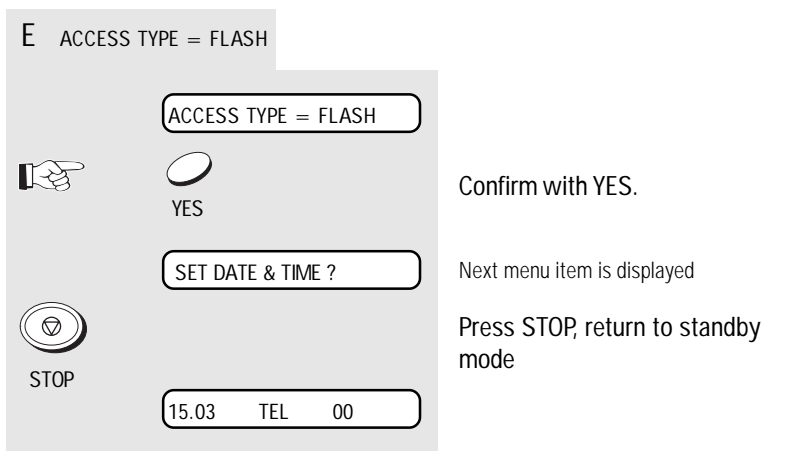 E ACCESS TYPE = FLASH
ACCESS TYPE = FLASH
YES
Confirm with YES.
SET DATE & TIME ?
Next menu item is displayed
STOP
Press STOP, return to standby
mode
15.03 TEL 00